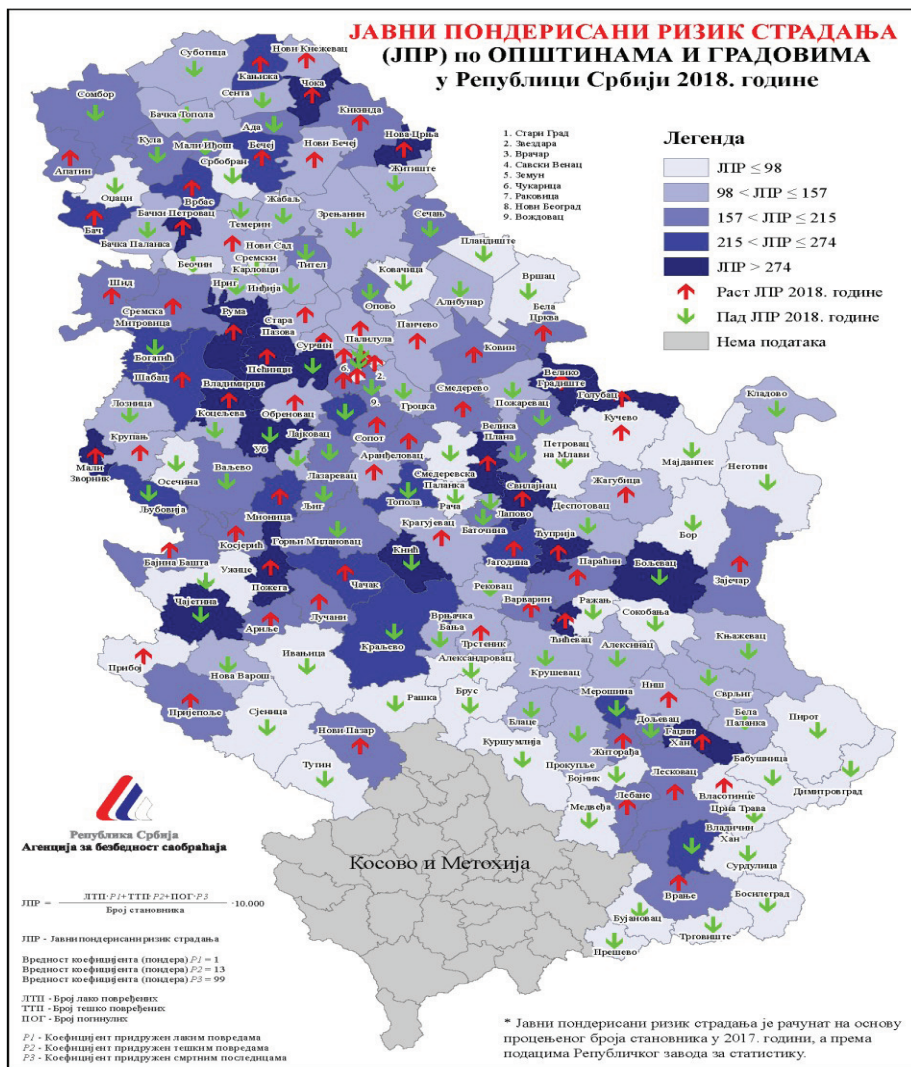 ЈАВНИ ПОНДЕРИСАНИ РИЗИК СТРАДАЊА
(ЈПР) по ОПШТИНАМА И ГРАДОВИМА
у Републици Србији 2018. године
Суботица
Нови Кнежевац
Кањижа
Чока
Сента
Сомбор
Бачка Топола
Ада
Кикинда
Кула
Мали Иђош
Бечеј
Нови Бечеј
Нова Црња
Апатин
Србобран
Житиште
Оџаци
Врбас
Жабаљ
Бач
Бачки Петровац
Темерин
Зрењанин
Сечањ
Бачка Паланка
Нови Сад
Беочин
Сремски
Карловци
Тител
Пландиште
Ковачица
Вршац
Шид
Ириг
Инђија
Опово
Алибунар
Бела
Црква
Сремска
Митровица
Рума
Стара
Пазова
Панчево
Палилула
Сурчин
Ковин
Богатић
Пећинци
6.
2.
Велико
Градиште
Голубац
Шабац
Владимирци
Смедерево
Пожаревац
Кладово
Лозница
Коцељева
Обреновац
9.
Гроцка
Кучево
Крупањ
Уб
Лајковац
Сопот
Велика
Плана
Петровац
на Млави
Мајданпек
Неготин
Мали
Зворник
Осечина
Ваљево
Лазаревац
Аранђеловац
Смедеревска
Паланка
Свилајнац
Жагубица
Љубовија
Мионица
Љиг
Топола
Рача
Лапово
Деспотовац
Баточина
Бор
Косјерић
Горњи Милановац
Крагујевац
Бајина Башта
Кнић
Ћуприја
Јагодина
Параћин
Бољевац
Зајечар
Ужице
Пожега
Чачак
Рековац
Варварин
Ражањ
Сокобања
Чајетина
Ариље
Лучани
Краљево
Врњачка
Бања
Трстеник
Ћићевац
Књажевац
Прибој
Нова Варош
Ивањица
Александровац
Крушевац
Алексинац
Пријепоље
Рашка
Брус
Мерошина
Ниш
Сврљиг
Сјеница
Нови Пазар
Блаце
Дољевац
Гаџин
Хан
Бела
Паланка
Пирот
Куршумлија
Житорађа
Прокупље
Бабушница
Тутин
Бојник
Лесковац
Димитровград
Медвеђа
Лебане
Власотинце
Црна Трава
Владичин
Хан
Сурдулица
Врање
Босилеград
Бујановац
Трговиште
Прешево
Косово и Метохија
1. Стари Град
2. Звездара
3. Врачар
4. Савски Венац
5. Земун
6. Чукарица
7. Раковица
8. Нови Београд
9. Вождовац
Легенда
ЈПР ≤ 98
98 < ЈПР ≤ 157
157 < ЈПР ≤ 215
215 < ЈПР ≤ 274
ЈПР > 274
Раст ЈПР 2018. године
Пад ЈПР 2018. године
Нема података
Република Србија
Агенција за безбедност саобраћаја
ЈПР = ЛТП·P1+ТТП·P2+ПОГ·P3 ·10.000
Број становника
ЈПР - Јавни пондерисани ризик страдања
Вредност коефицијента (пондера) P1 = 1
Вредност коефицијента (пондера) P2 = 13
Вредност коефицијента (пондера) P3 = 99
ЛТП - Број лако повређених
ТТП - Број тешко повређених
ПОГ - Број погинулих
P1 - Коефицијент придружен лаким повредама
P2 - Коефицијент придружен тешким повредама
P3 - Коефицијент придружен смртним последицама
* Јавни пондерисани ризик страдања је рачунат на основу
процењеног броја становника у 2017. години, а према
подацима Републичког завода за статистику.